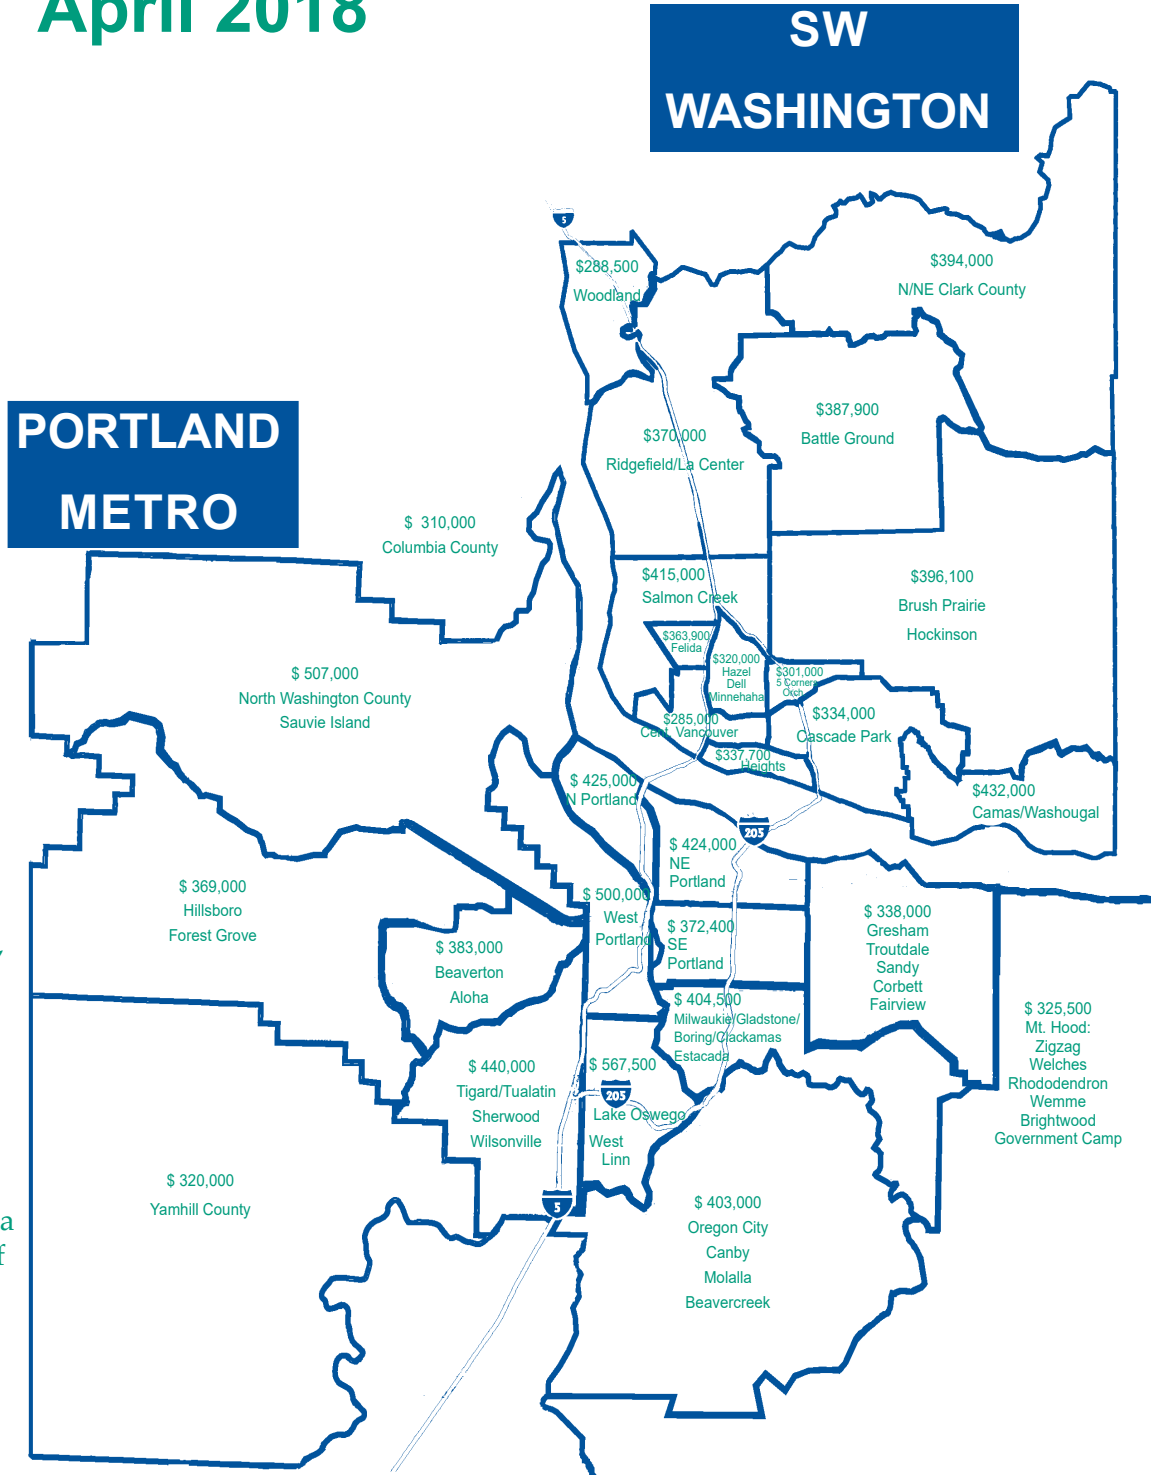 April 2018
SW
WASHINGTON
5
$288,500
Woodland
$394,000
N/NE Clark County
$387,900
Battle Ground
$370,000
Ridgefield/La Center
PORTLAND
METRO
$ 310,000
Columbia County
$415,000
Salmon Creek
$396,100
Brush Prairie
Hockinson
$363,900
Felida
$320,000
Hazel
Dell
Minnehaha
$301,000
5 Corners
Orch
$ 507,000
North Washington County
Sauvie Island
$285,000
Cent. Vancouver
$334,000
Cascade Park
$337,700
Heights
$432,000
Camas/Washougal
$ 425,000
N Portland
205
$ 424,000
NE
Portland
$ 369,000
Hillsboro
Forest Grove
$ 500,000
West
Portland
$ 372,400
SE
Portland
$ 338,000
Gresham
Troutdale
Sandy
Corbett
Fairview
$ 383,000
Beaverton
Aloha
$ 404,500
Milwaukie/Gladstone/
Boring/Clackamas
Estacada
$ 325,500
Mt. Hood:
Zigzag
Welches
Rhododendron
Wemme
Brightwood
Government Camp
$ 440,000
Tigard/Tualatin
Sherwood
Wilsonville
$ 567,500
205
Lake Oswego
West
Linn
$ 320,000
Yamhill County
5
$ 403,000
Oregon City
Canby
Molalla
Beavercreek
a
f